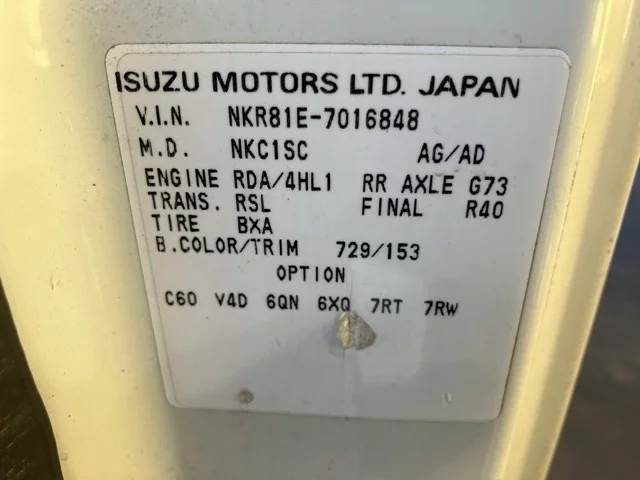 ISUZU MOTORS LTD. JAPAN
V.I.N. NKR81E-7016848
M.D. NKC1SC AG/AD
ENGINE RDA/4HL1 RR AXLE G73
TRANS. RSL FINAL R40
TIRE BXA
B.COLOR/TRIM 729/153
OPTION
C60 V4D 6QN 6XQ 7RT 7RW